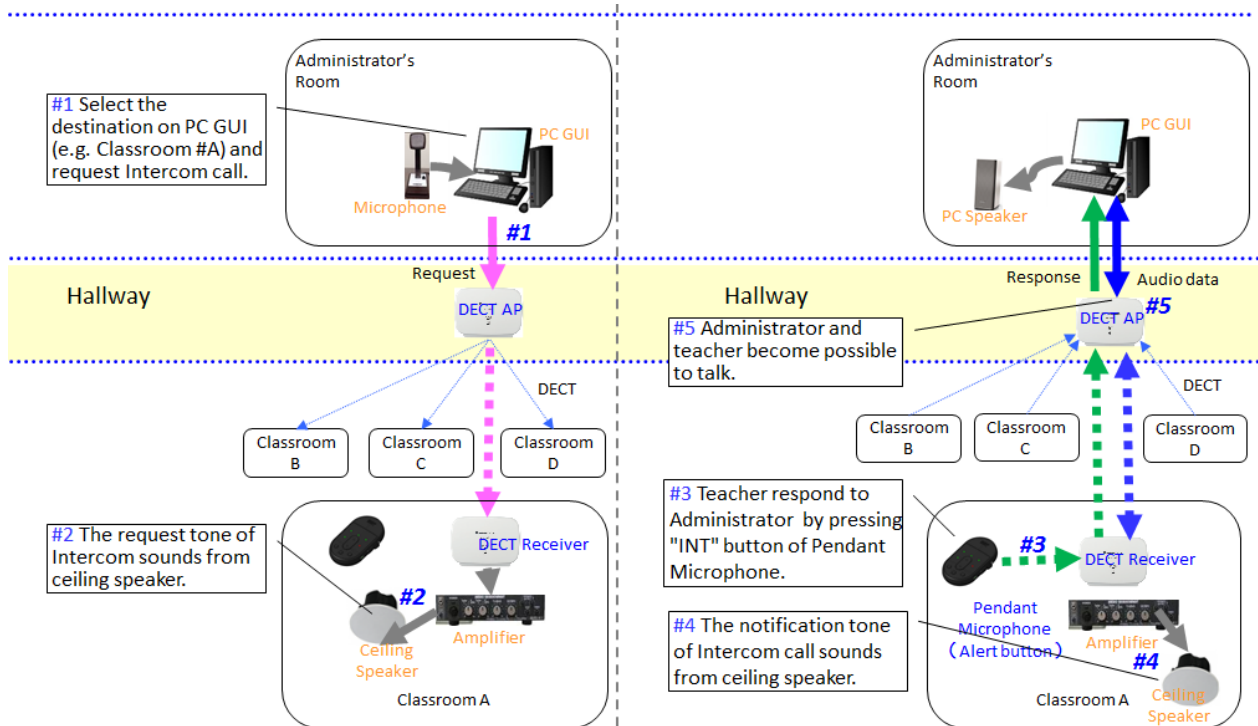 Administrator's
Room
#1 Select the
destination on PC GUI
(e.g. Classroom #A) and
request Intercom call.
PC GUI
Microphone
#1
Request
Hallway
DECT AP
DECT
Classroom
B
Classroom
C
Classroom
D
#2 The request tone of
Intercom sounds from
ceiling speaker.
DECT Receiver
#2
Amplifier
Ceiling
Speaker
Classroom A
Administrator's
Room
PC GUI
PC Speaker
Response
Audio data
Hallway
DECT AP
#5
#5 Administrator and
teacher become possible
to talk.
DECT
Classroom
B
Classroom
C
Classroom
D
#3 Teacher respond to
Administrator by pressing
"INT" button of Pendant
Microphone.
#3
DECT Receiver
Pendant
Microphone
(Alert button)
Amplifier
#4 The notification tone
of Intercom call sounds
from ceiling speaker.
#4
Classroom A
Ceiling
Speaker